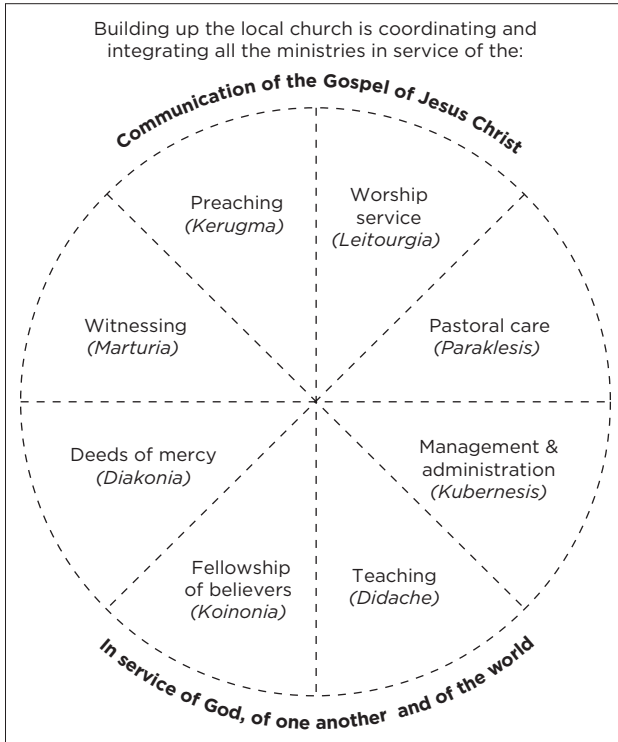 Building up the local church is coordinating and
integrating all the ministries in service of the:
Communication of the Gospel of Jesus Christ
Preaching
(Kerugma)
Worship
service
(Leitourgia)
Witnessing
(Marturia)
Pastoral care
(Paraklesis)
Deeds of mercy
(Diakonia)
Management &
administration
(Kubernesis)
Fellowship
of believers
(Koinonia)
Teaching
(Didache)
In service of God, of one another and of the world